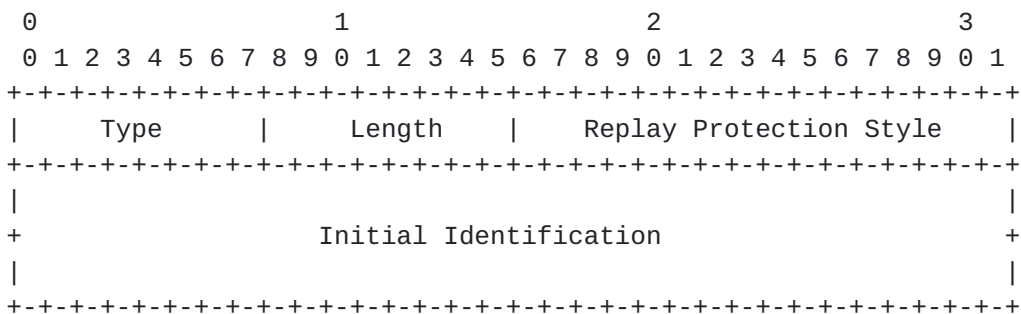 0                   1                   2                   3
 0 1 2 3 4 5 6 7 8 9 0 1 2 3 4 5 6 7 8 9 0 1 2 3 4 5 6 7 8 9 0 1
+-+-+-+-+-+-+-+-+-+-+-+-+-+-+-+-+-+-+-+-+-+-+-+-+-+-+-+-+-+-+-+-+
|     Type      |     Length    |    Replay Protection Style    |
+-+-+-+-+-+-+-+-+-+-+-+-+-+-+-+-+-+-+-+-+-+-+-+-+-+-+-+-+-+-+-+-+
|                                                               |
+                   Initial Identification                      +
|                                                               |
+-+-+-+-+-+-+-+-+-+-+-+-+-+-+-+-+-+-+-+-+-+-+-+-+-+-+-+-+-+-+-+-+